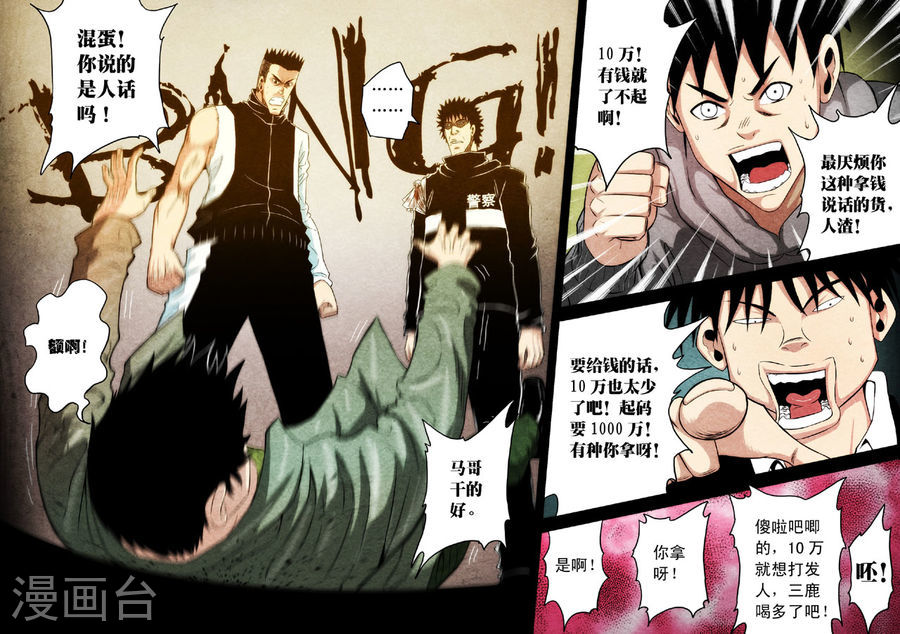 混蛋！
你说的
是人话
吗！
……
……
警察
额啊！
马哥
干的
好。
10万！
有钱就
了不起
啊！
最厌烦你
这种拿钱
说话的货，
人渣！
要给钱的话，
10万也太少
了吧！起码
要1000万！
有种你拿呀！
是啊！
你拿
呀！
傻啦吧唧
的，10万
就想打发
人，三鹿
喝多了吧！
呸！
漫画台